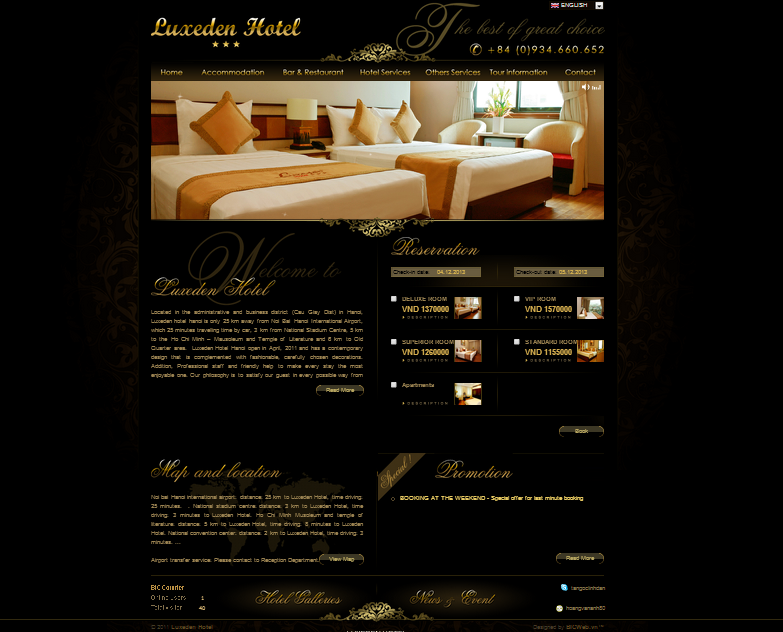 ENGLISH
Luxeden Hotel
The best of great choice
+84 (0)934.660.652
Home Accommodation Bar & Restaurant Hotel Services Others Services Tour information Contact
Welcome to
Luxeden Hotel
Located in the administrative and business district (Cau Giay Dist) in Hanoi,
Luxeden hotel hanoi is only 25 km away from Noi Bai Hanoi International Airport,
which 25 minutes traveling time by car, 3 km from National Stadium Centre, 5 km
to the Ho Chi Minh – Mausoleum and Temple of Literature and 6 km to Old
Quarter area. Luxeden Hotel Hanoi open in April, 2011 and has a contemporary
design that is complemented with fashionable, carefully chosen decorations.
Addition, Professional staff and friendly help to make every stay the most
enjoyable one. Our philosophy is to satisfy our guest in every possible way from
Read More
Reservation
Check-in date: 04.12.2013
Check-out date: 05.12.2013
DELUXE ROOM
VND 1370000
DESCRIPTION
VIP ROOM
VND 1570000
DESCRIPTION
SUPERIOR ROOM
VND 1260000
DESCRIPTION
STANDARD ROOM
VND 1155000
DESCRIPTION
Apartments
DESCRIPTION
Book
Map and location
Noi bai Hanoi international airport, distance: 25 km to Luxeden Hotel, time driving:
25 minutes. . National stadium centre: distance: 3 km to Luxeden Hotel, time
driving: 3 minutes to Luxeden Hotel. Ho Chi Minh Musoleum and temple of
literature: distance: 5 km to Luxeden Hotel, time driving: 8 minutes to Luxeden
Hotel. National convention center: distance: 2 km to Luxeden Hotel, time driving: 3
minutes. ...
Airport transfer service: Please contact to Reception Department.
View Map
Special !
Promotion
BOOKING AT THE WEEKEND - Special offer for last minute booking
Read More
BIC Counter
Online users 1
Total visitor 40
Hotel Galleries
News & Event
hoangvananh80
© 2011 Luxeden Hotel
Designed by BICWeb.vn™